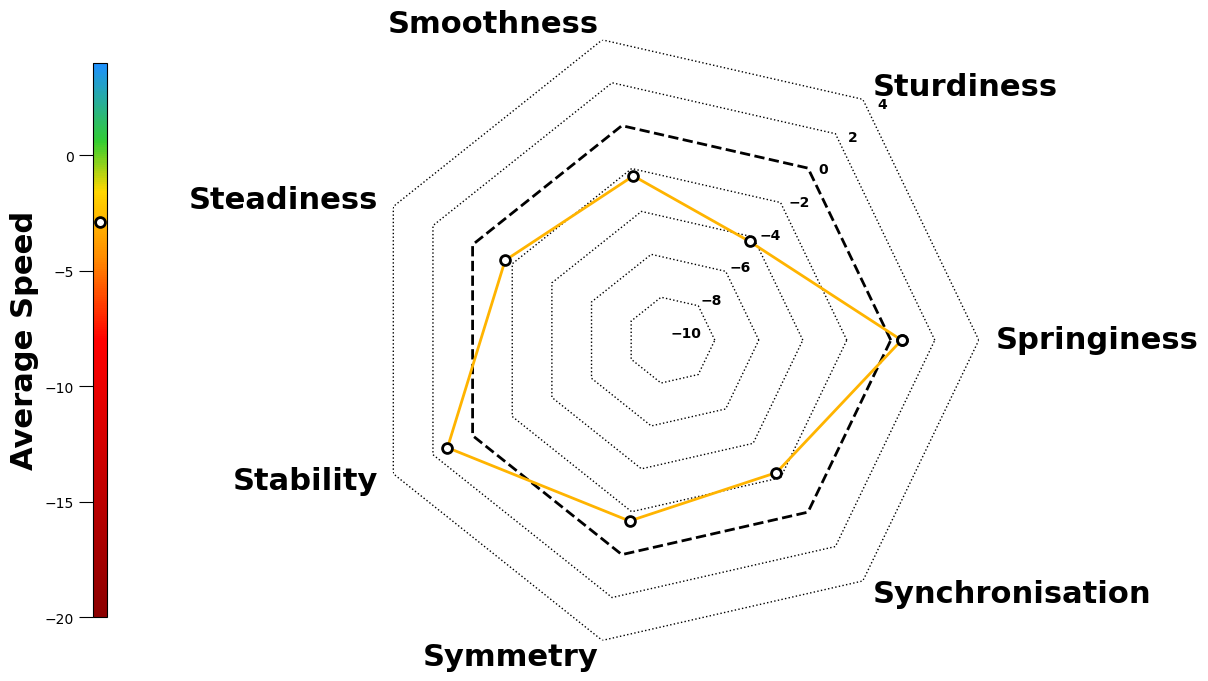 Smoothness
Sturdiness
4
2
0
0
−2
Steadiness
−4
−5
Average Speed
−6
−8
−10
Springiness
−10
Stability
−15
Synchronisation
−20
Symmetry